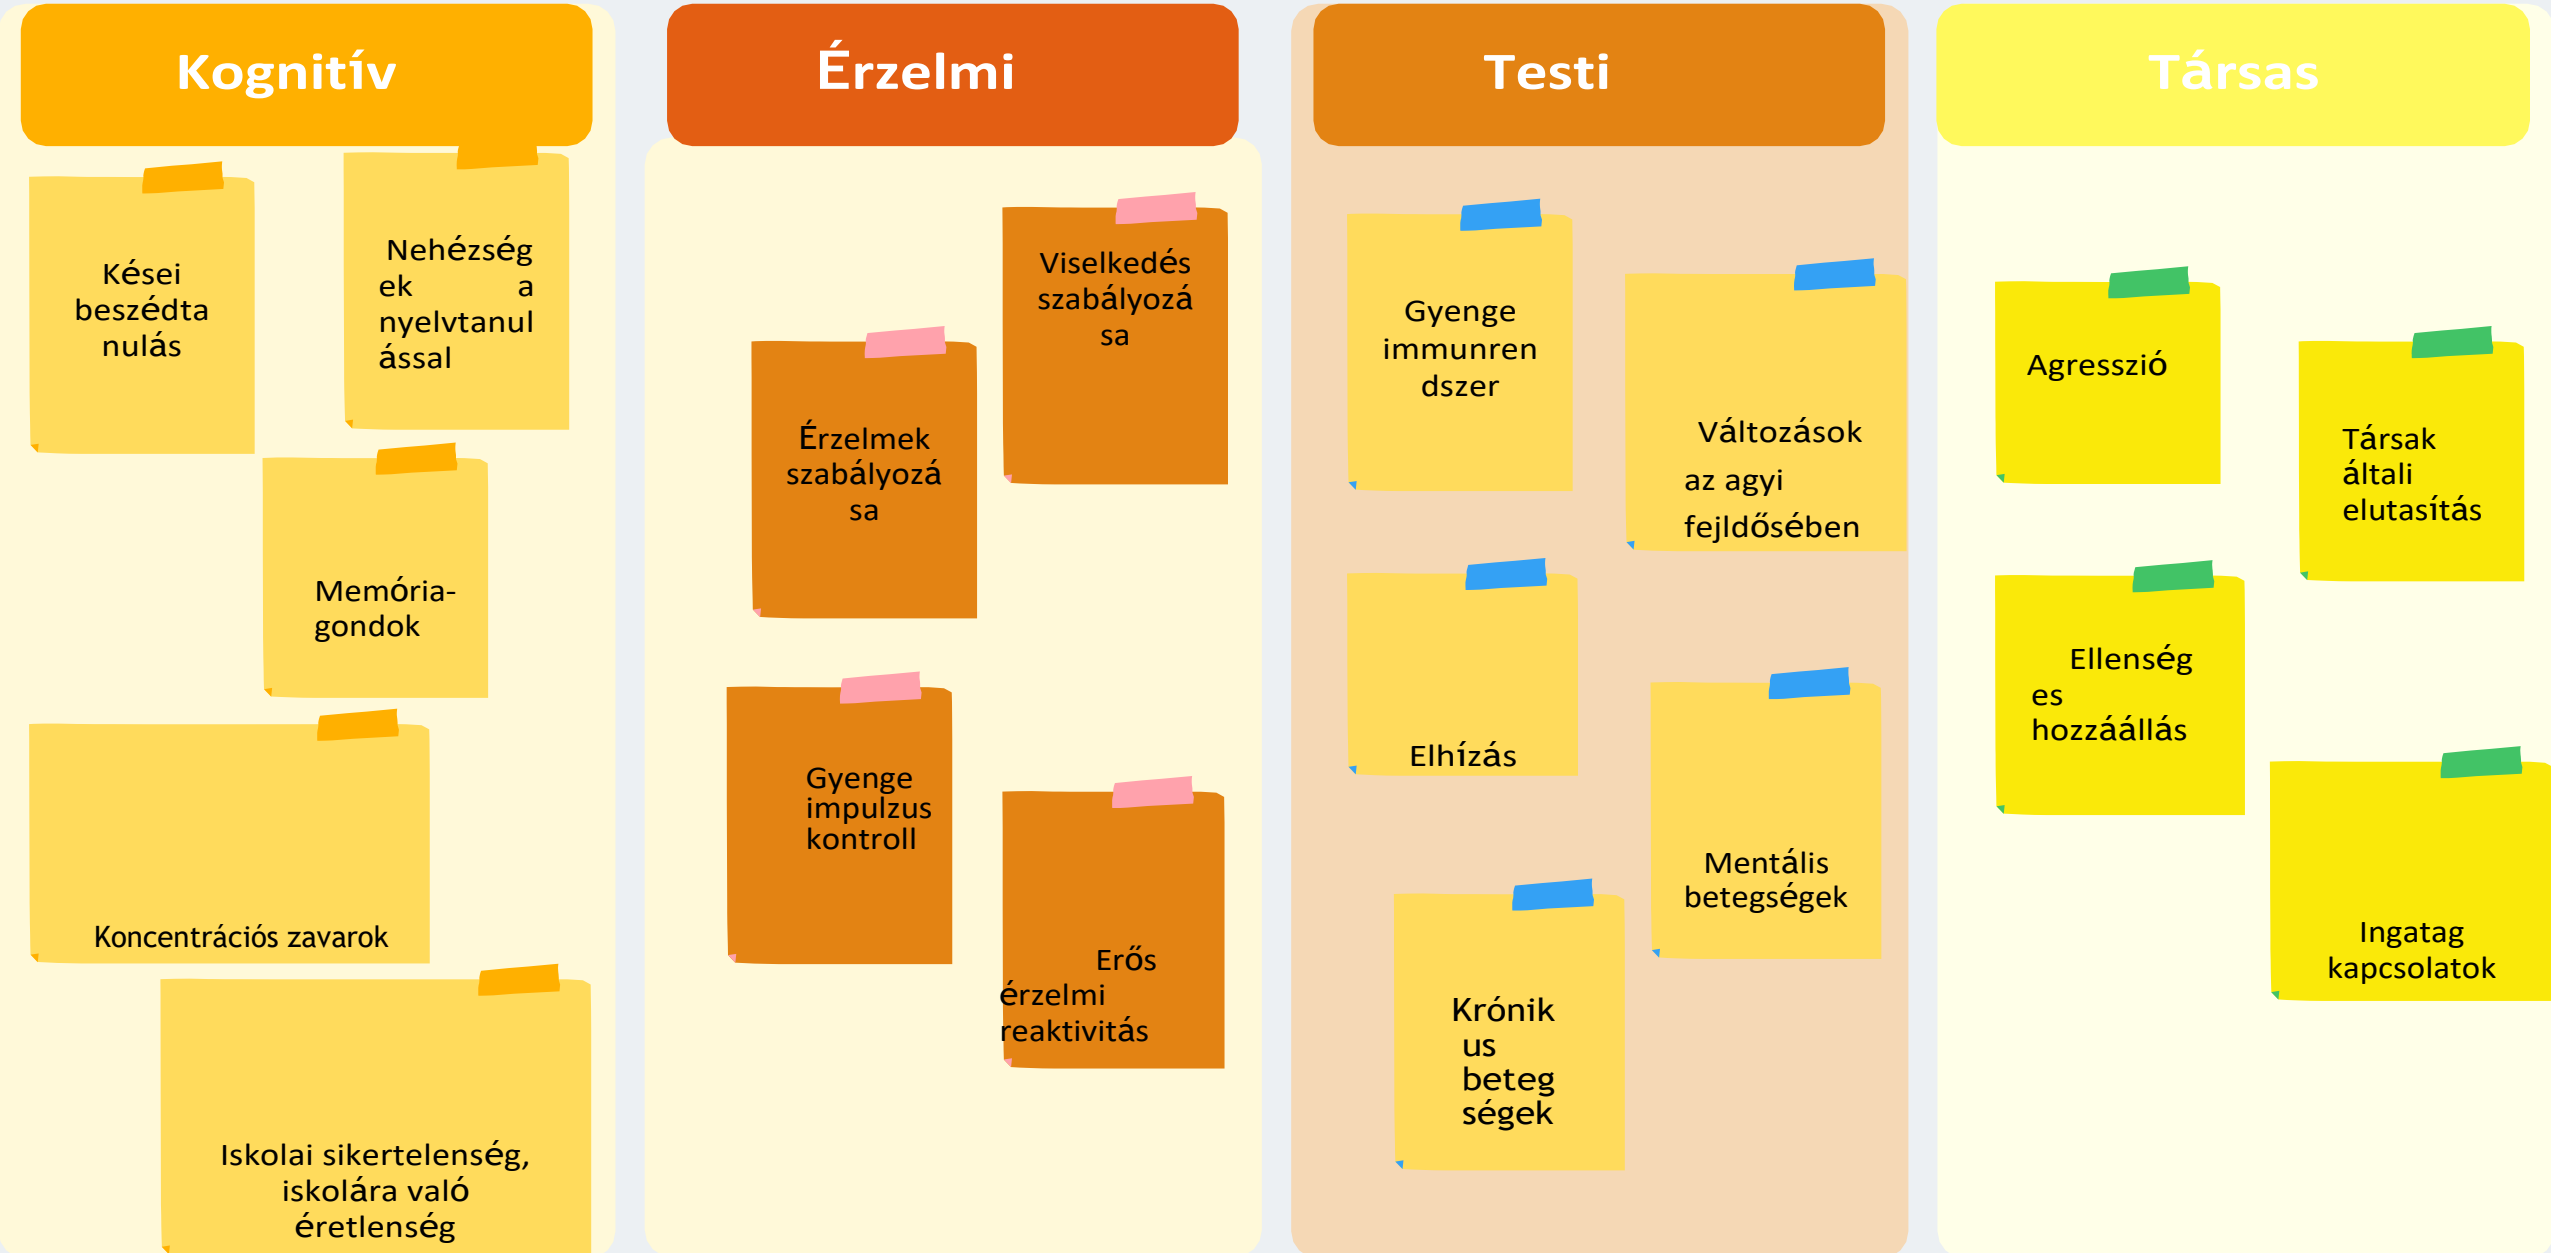 Kognitív
Kései
beszédta
nulás
Nehézség
ek a
nyelvtanul
ással
Memória-
gondok
Koncentrációs zavarok
Iskolai sikertelenség,
iskolára való
éretlenség
Érzelmi
Viselkedés
szabályozá
sa
Érzelmek
szabályozá
sa
Gyenge
impulzus
kontroll
Erős
érzelmi
reaktivitás
Testi
Gyenge
immunren
dszer
Változások
az agyi
fejldősében
Elhízás
Mentális
betegségek
Krónik
us
beteg
ségek
Társas
Agresszió
Társak
általi
elutasítás
Ellenség
es
hozzáállás
Ingatag
kapcsolatok